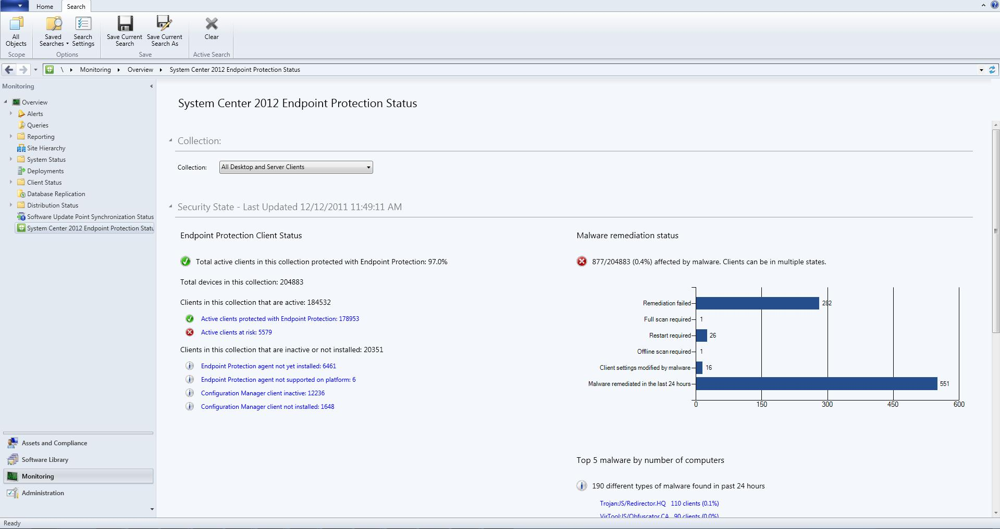 Home Search
All Objects
Saved Searches
Search Settings
Save Current Search
Save Current Search As
Clear
Scope
Options
Save
Active Search
\ Monitoring Overview System Center 2012 Endpoint Protection Status
Monitoring
Overview
Alerts
Queries
Reporting
Site Hierarchy
System Status
Deployments
Client Status
Database Replication
Distribution Status
Software Update Point Synchronization Status
System Center 2012 Endpoint Protection Statu
Assets and Compliance
Software Library
Monitoring
Administration
System Center 2012 Endpoint Protection Status
Collection:
Collection: All Desktop and Server Clients
Security State - Last Updated 12/12/2011 11:49:11 AM
Endpoint Protection Client Status
Total active clients in this collection protected with Endpoint Protection: 97.0%
Total devices in this collection: 204883
Clients in this collection that are active: 184532
Active clients protected with Endpoint Protection: 178953
Active clients at risk: 5579
Clients in this collection that are inactive or not installed: 20351
Endpoint Protection agent not yet installed: 6461
Endpoint Protection agent not supported on platform: 6
Configuration Manager client inactive: 12236
Configuration Manager client not installed: 1648
Malware remediation status
877/204883 (0.4%) affected by malware. Clients can be in multiple states.
Remediation failed 282
Full scan required 1
Restart required 26
Offline scan required 1
Client settings modified by malware 16
Malware remediated in the last 24 hours 551
0 150 300 450 600
Top 5 malware by number of computers
190 different types of malware found in past 24 hours
Trojan:JS/Redirector.HQ 110 clients (0.1%)
VirTool:JS/Obfuscator.CA 90 clients (0.0%)
Ready